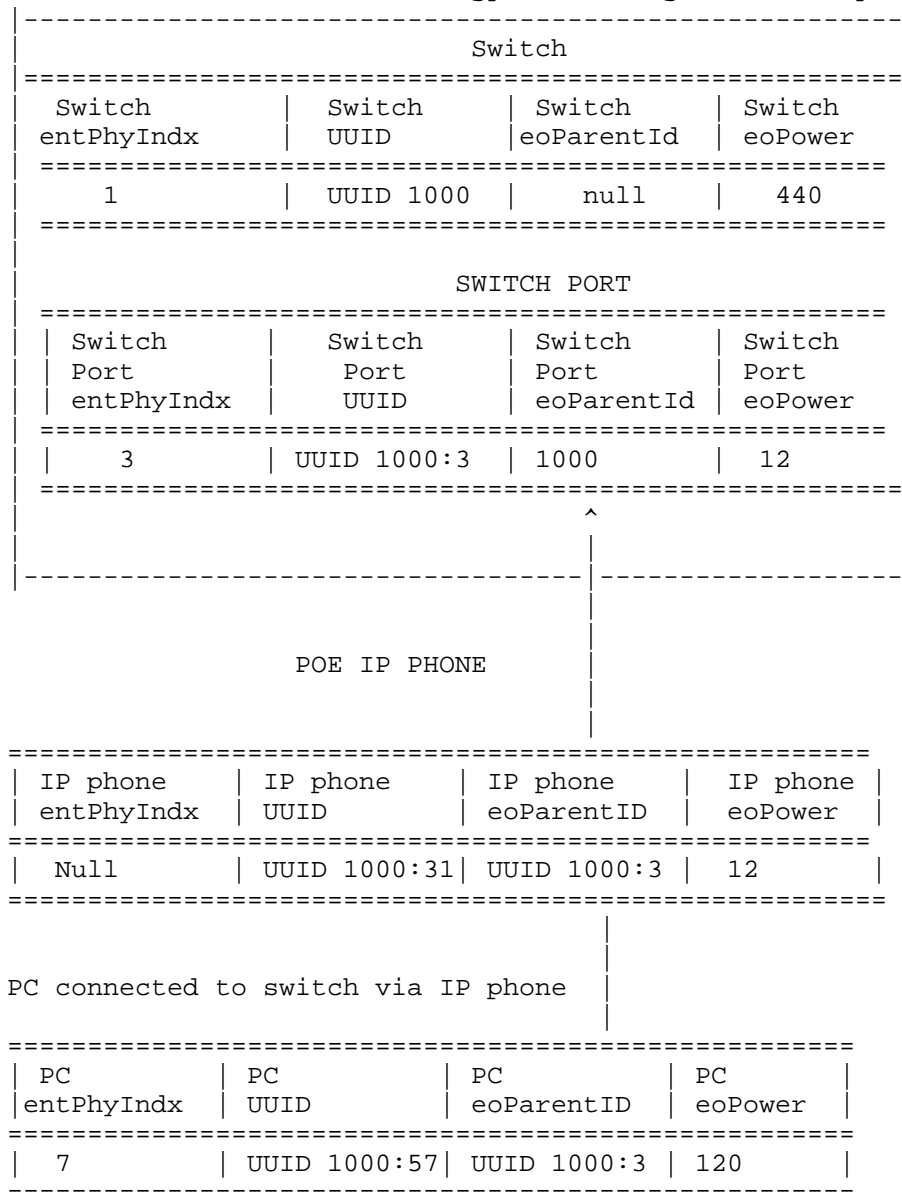 Switch
Switch | Switch | Switch | Switch
entPhyIndx | UUID |eoParentId | eoPower
1 | UUID 1000 | null | 440
SWITCH PORT
| Switch | Switch | Switch | Switch
| Port | Port | Port | Port
| entPhyIndx | UUID | eoParentId | eoPower
| 3 | UUID 1000:3 | 1000 | 12
POE IP PHONE
| IP phone | IP phone | IP phone | IP phone |
| entPhyIndx | UUID | eoParentID | eoPower |
| Null | UUID 1000:31| UUID 1000:3 | 12 |
PC connected to switch via IP phone
| PC | PC | PC | PC |
|entPhyIndx | UUID | eoParentID | eoPower |
| 7 | UUID 1000:57| UUID 1000:3 | 120 |